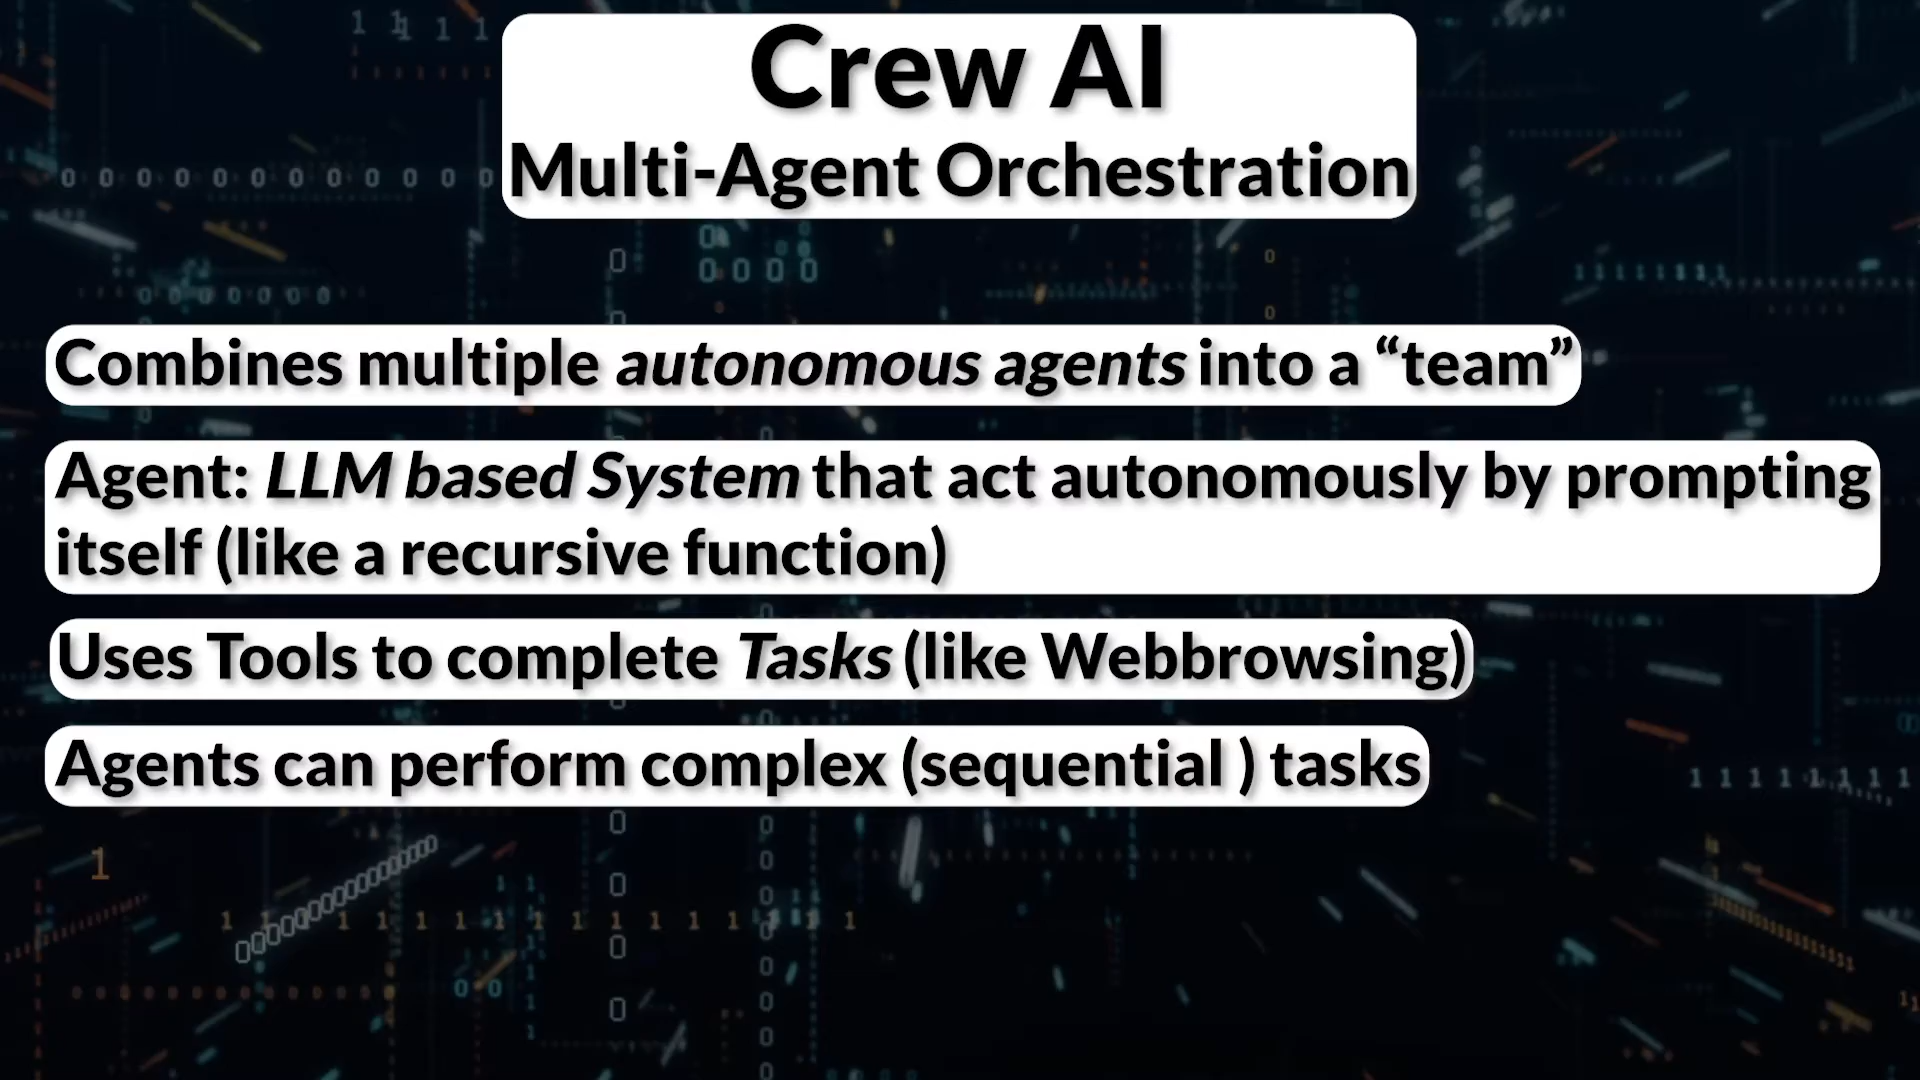 Crew AI
Multi-Agent Orchestration
Combines multiple autonomous agents into a “team”
Agent: LLM based System that act autonomously by prompting
itself (like a recursive function)
Uses Tools to complete Tasks (like Webbrowsing)
Agents can perform complex (sequential ) tasks